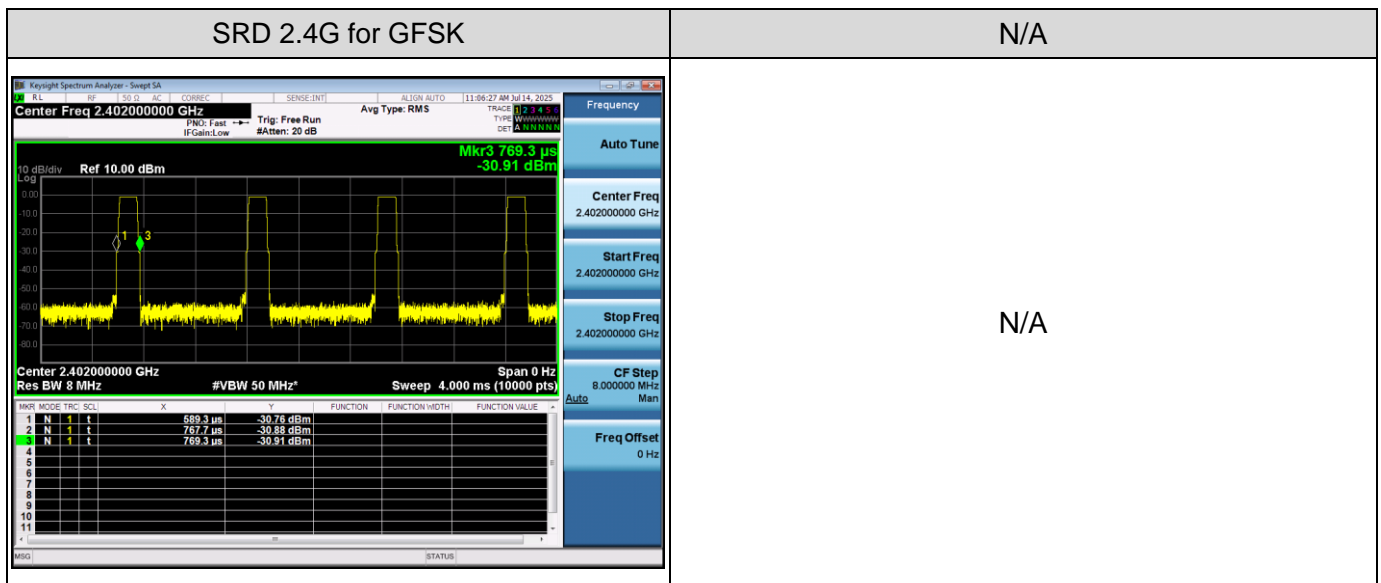 SRD 2.4G for GFSK N/A
Keysight Spectrum Analyzer - Swept SA
RL RF 50 Ω AC CORREC SENSE:INT ALIGN AUTO 11:06:27 AM Jul 14, 2025
Center Freq 2.402000000 GHz Avg Type: RMS TRACE 1 2 3 4 5 6
PNO: Fast Trig: Free Run TYPE WWWWWW
IFGain:Low #Atten: 20 dB DET A N N N N N
Mkr3 769.3 µs
-30.91 dBm
10 dB/div Ref 10.00 dBm
Log
0.00
-10.0
-20.0
1 3
-30.0
-40.0
-50.0
-60.0
-70.0
-80.0
Center 2.402000000 GHz Span 0 Hz
Res BW 8 MHz #VBW 50 MHz* Sweep 4.000 ms (10000 pts)
MKR MODE TRC SCL X Y FUNCTION FUNCTION WIDTH FUNCTION VALUE
1 N 1 t 589.3 µs -30.76 dBm
2 N 1 t 767.7 µs -30.88 dBm
3 N 1 t 769.3 µs -30.91 dBm
4
5
6
7
8
9
10
11
MSG STATUS
Frequency
Auto Tune
Center Freq
2.402000000 GHz
Start Freq
2.402000000 GHz
Stop Freq
2.402000000 GHz
CF Step
8.000000 MHz
Auto Man
Freq Offset
0 Hz
N/A